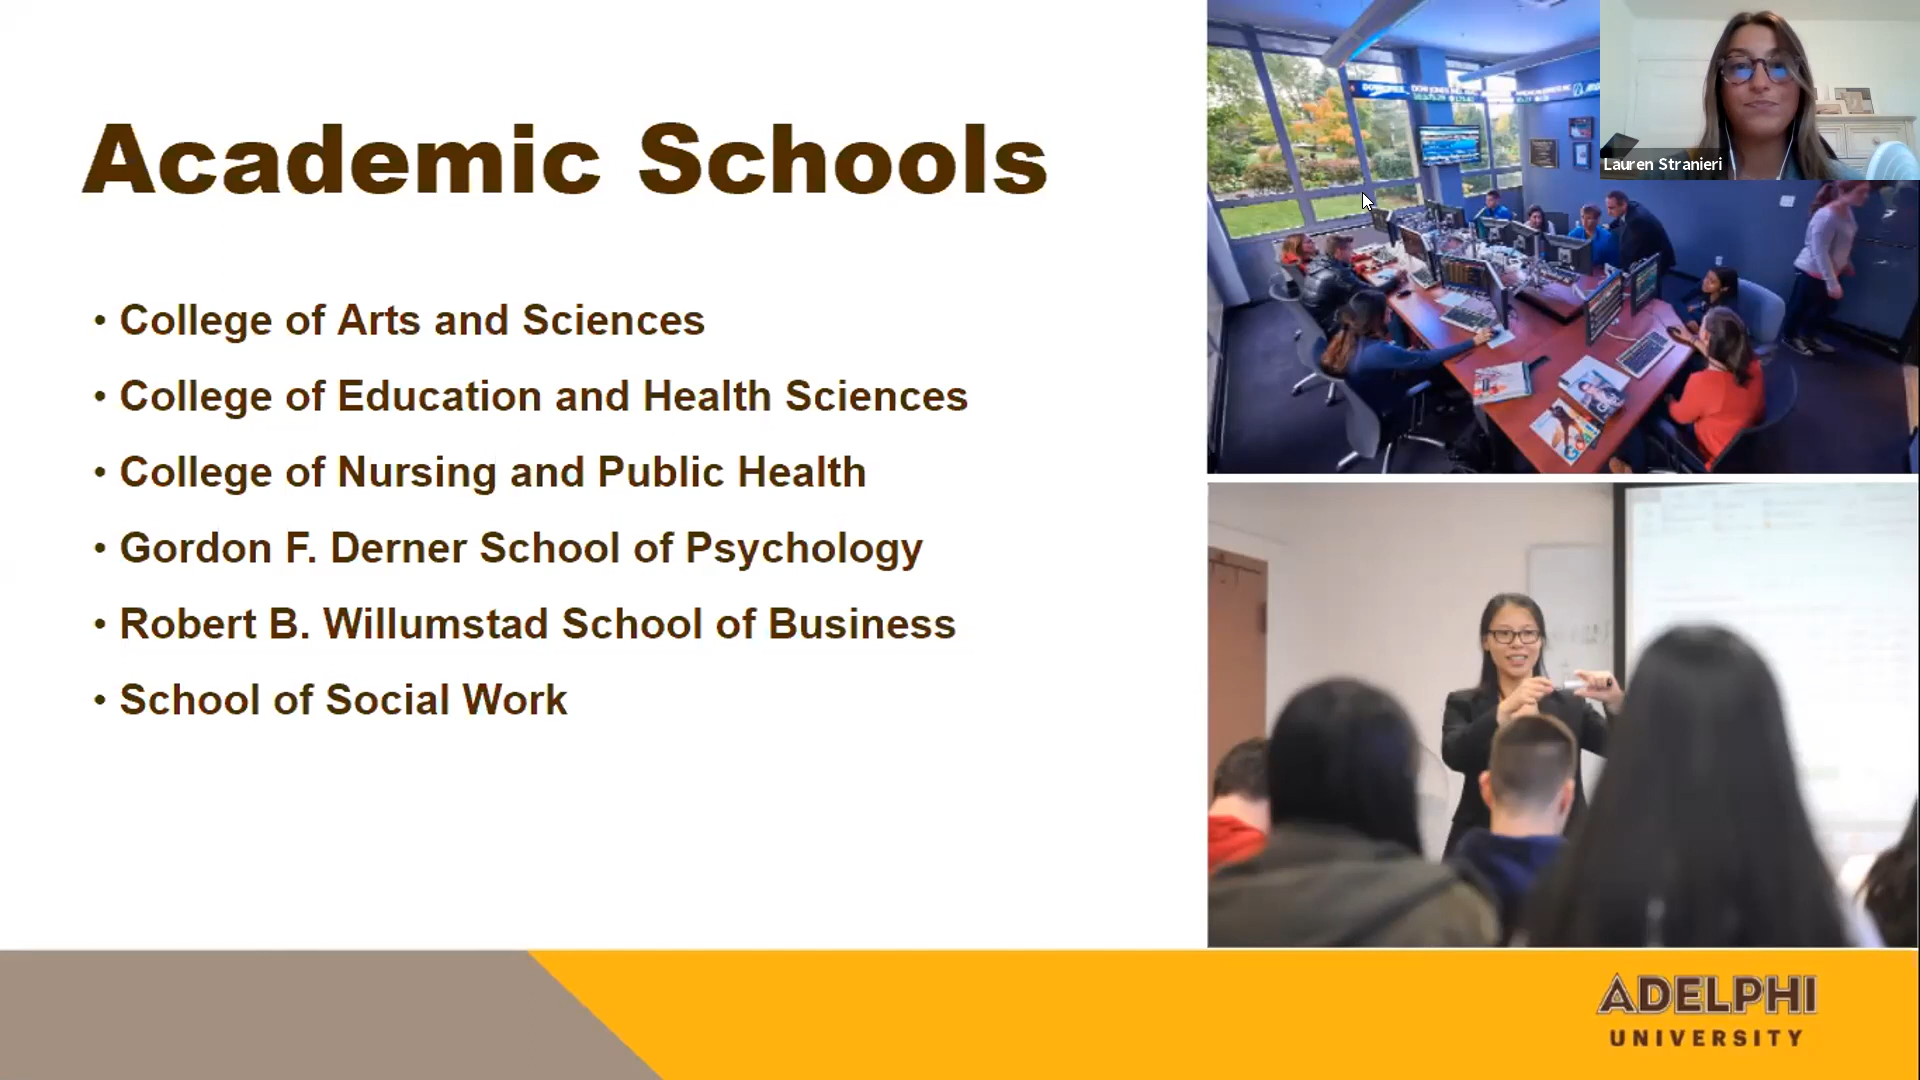 Academic Schools
• College of Arts and Sciences
• College of Education and Health Sciences
• College of Nursing and Public Health
• Gordon F. Derner School of Psychology
• Robert B. Willumstad School of Business
• School of Social Work
Lauren Stranieri
ADELPHI
UNIVERSITY